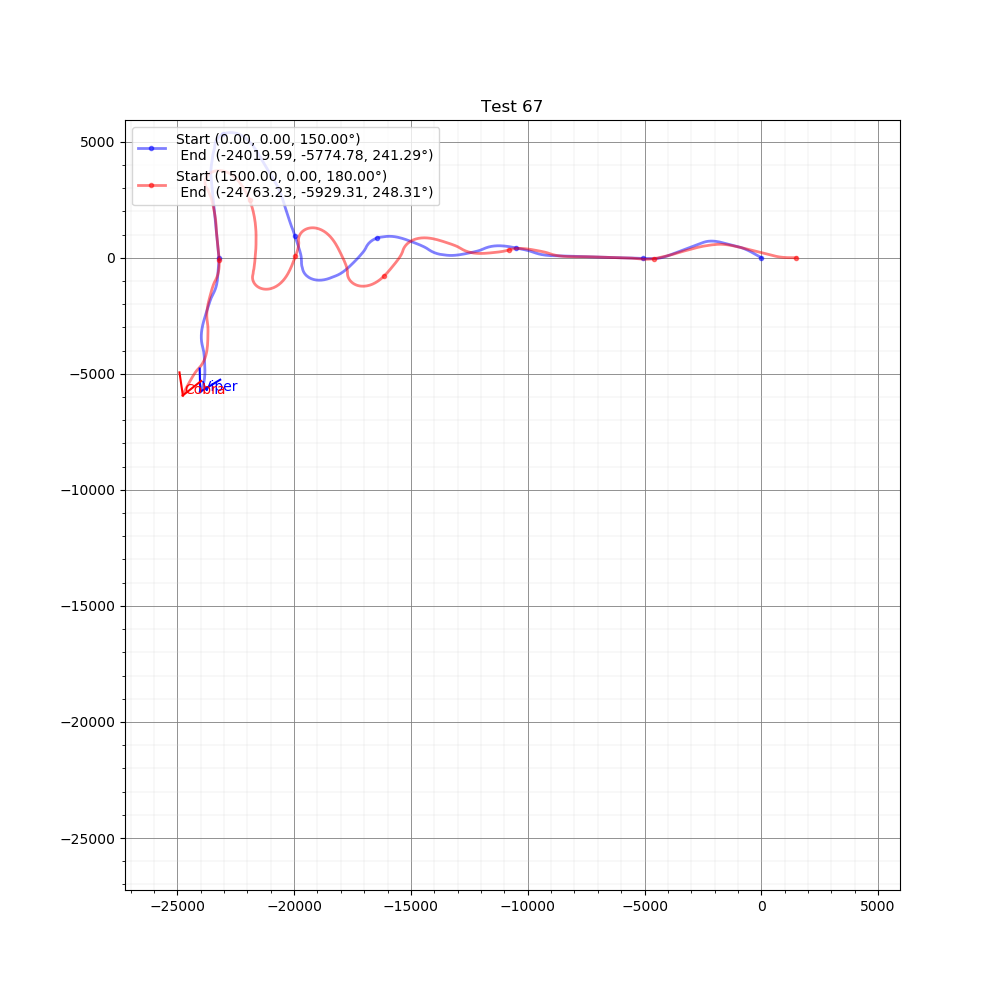 Test 67
Start (0.00, 0.00, 150.00°)
End (-24019.59, -5774.78, 241.29°)
Start (1500.00, 0.00, 180.00°)
End (-24763.23, -5929.31, 248.31°)
5000
0
−5000
−10000
−15000
−20000
−25000
Viper
Cobra
−25000 −20000 −15000 −10000 −5000 0 5000